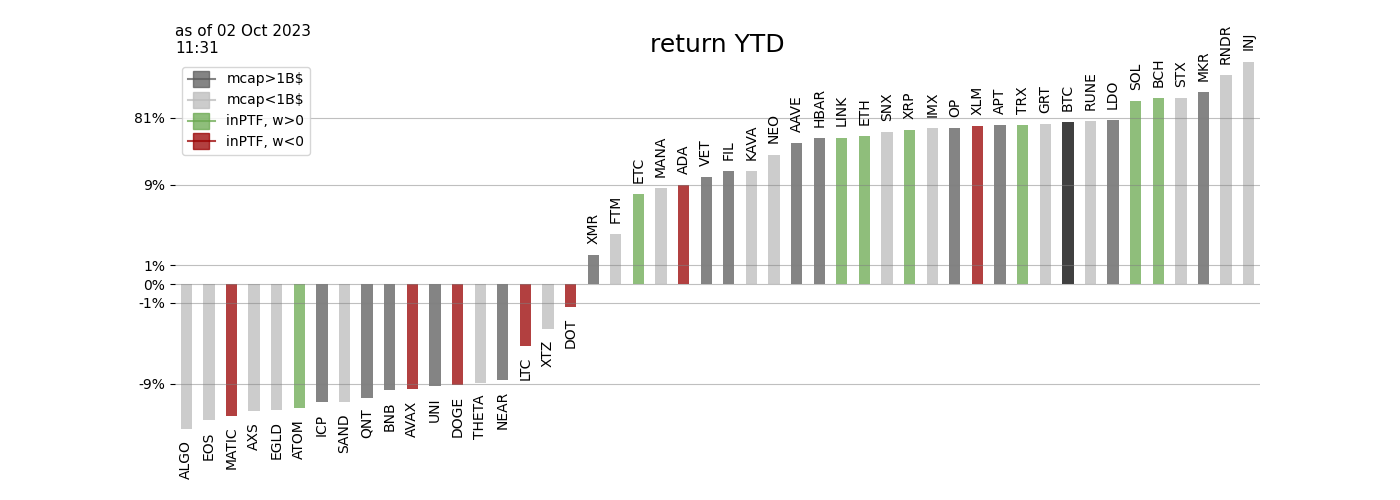 as of 02 Oct 2023
11:31
return YTD
mcap>1B$
mcap<1B$
inPTF, w>0
inPTF, w<0
81%
9%
1%
0%
-1%
-9%
ALGO
EOS
MATIC
AXS
EGLD
ATOM
ICP
SAND
QNT
BNB
AVAX
UNI
DOGE
THETA
NEAR
LTC
XTZ
DOT
XMR
FTM
ETC
MANA
ADA
VET
FIL
KAVA
NEO
AAVE
HBAR
LINK
ETH
SNX
XRP
IMX
OP
XLM
APT
TRX
GRT
BTC
RUNE
LDO
SOL
BCH
STX
MKR
RNDR
INJ